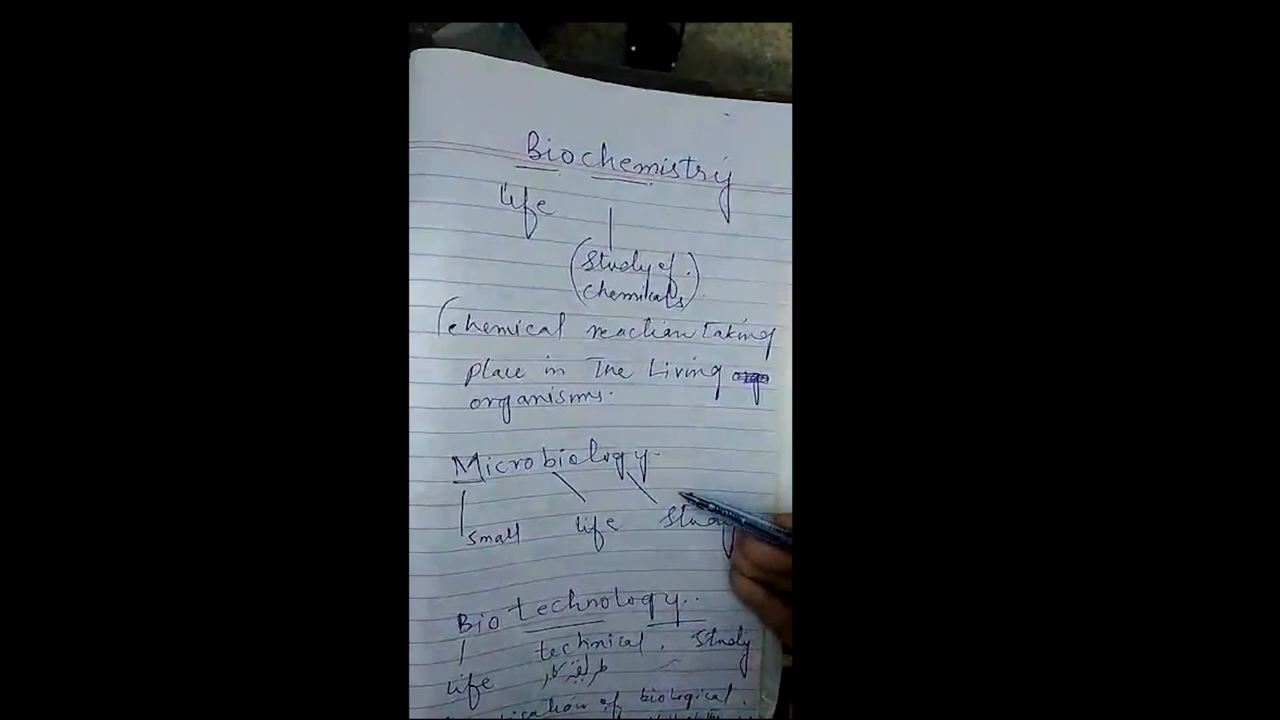 Biochemistry
life
(Study of
chemicals)
(chemical reaction Taking
place in The Living
organisms.
Microbiology.
small life Study
Bio technology..
life technical. Study
طریقہ کار
of biological.